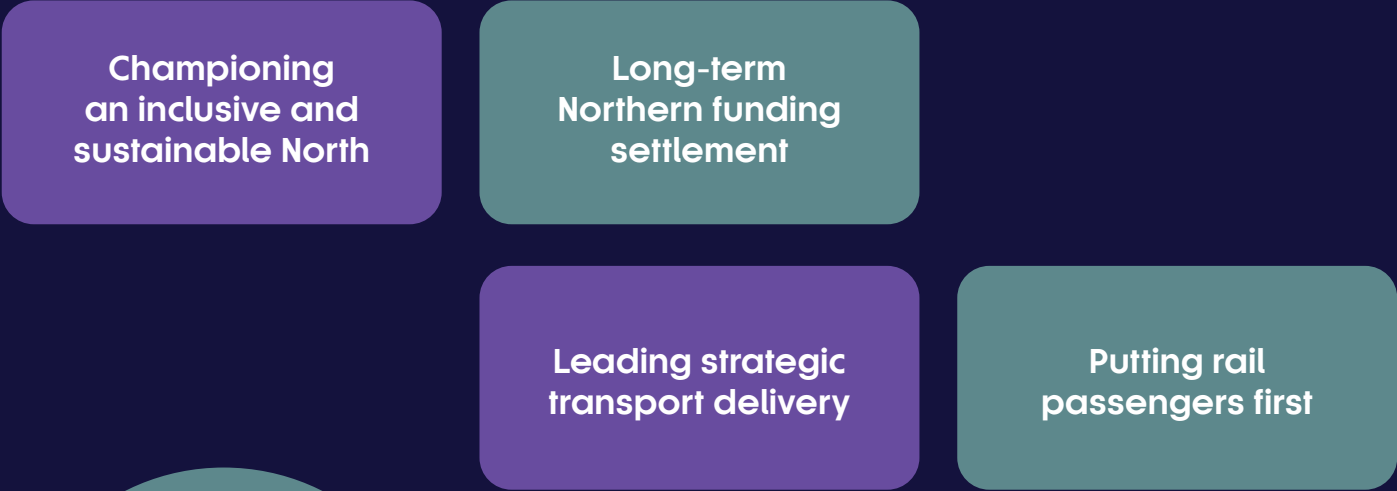 Championing
an inclusive and
sustainable North
Long-term
Northern funding
settlement
Leading strategic
transport delivery
Putting rail
passengers first